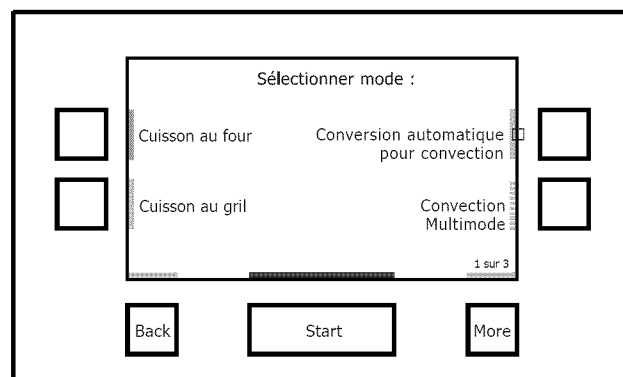 Sélectionner mode :
Cuisson au four
Conversion automatique
pour convection
Cuisson au gril
Convection
Multimode
1 sur 3
Back
Start
More